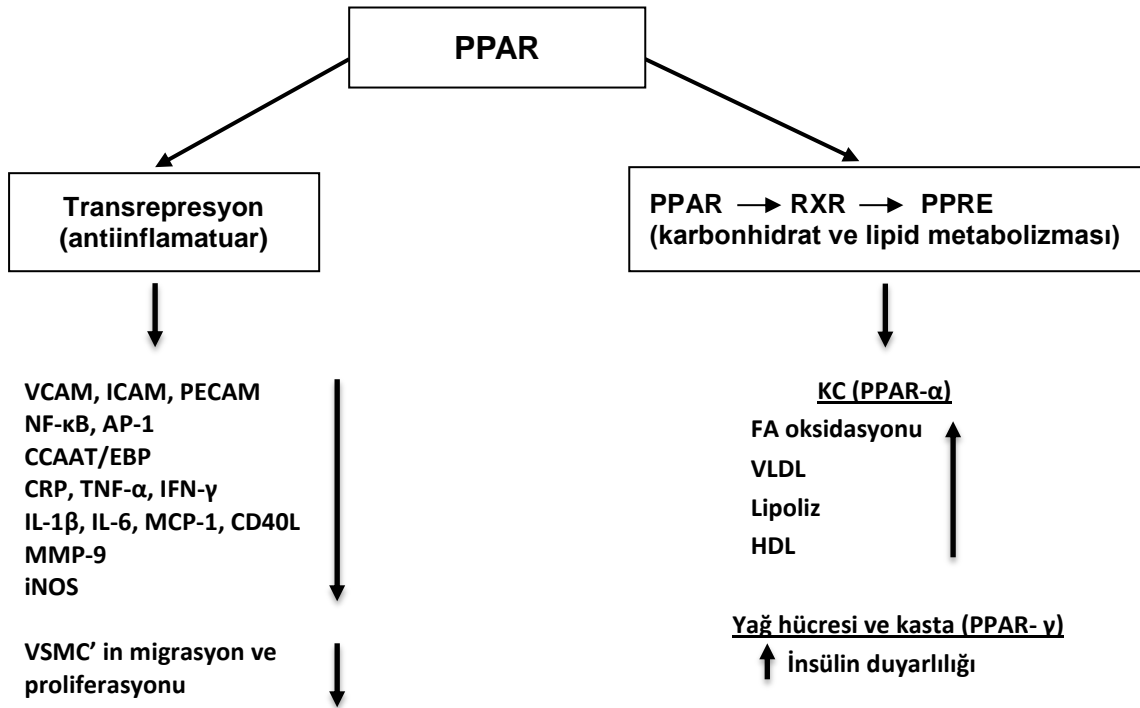 PPAR
Transrepresyon
(antiinflamatuar)
PPAR → RXR → PPRE
(karbonhidrat ve lipid metabolizması)
VCAM, ICAM, PECAM
NF-κB, AP-1
CCAAT/EBP
CRP, TNF-α, IFN-γ
IL-1β, IL-6, MCP-1, CD40L
MMP-9
iNOS
VSMC’ in migrasyon ve
proliferasyonu
KC (PPAR-α)
FA oksidasyonu
VLDL
Lipoliz
HDL
Yağ hücresi ve kasta (PPAR- γ)
İnsülin duyarlılığı